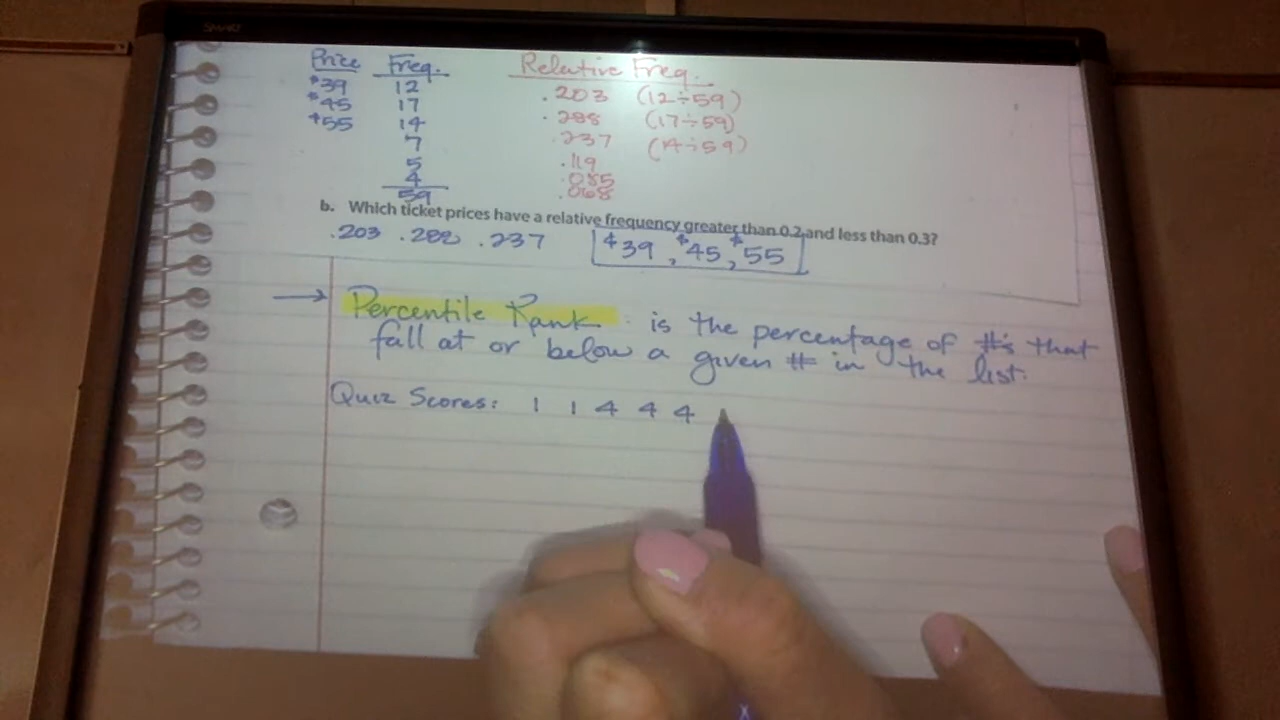 SMART
Price Freq. Relative Freq.
$39 12 .203 (12÷59)
$45 17 .288 (17÷59)
$55 14 .237 (14÷59)
7 .119
5 .085
4 .068
59
b. Which ticket prices have a relative frequency greater than 0.2 and less than 0.3?
.203 .288 .237 $39, $45, $55
→ Percentile Rank : is the percentage of #'s that
fall at or below a given # in the list.
Quiz Scores: 1 1 4 4 4